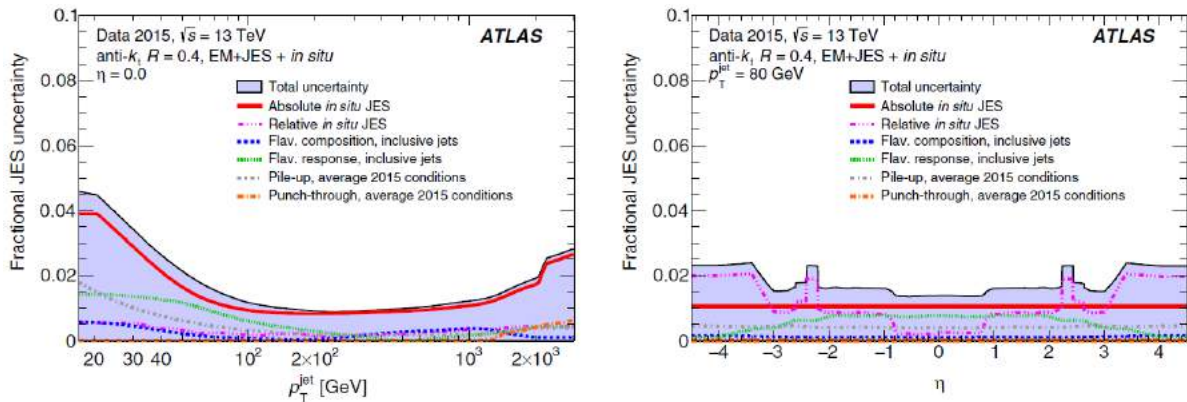 Fractional JES uncertainty
0.1
0.08
0.06
0.04
0.02
0
Data 2015, √s = 13 TeV
ATLAS
anti-kₜ R = 0.4, EM+JES + in situ
η = 0.0
Total uncertainty
Absolute in situ JES
Relative in situ JES
Flav. composition, inclusive jets
Flav. response, inclusive jets
Pile-up, average 2015 conditions
Punch-through, average 2015 conditions
20 30 40 10² 2×10² 10³ 2×10³
p_T^jet [GeV]
Fractional JES uncertainty
0.1
0.08
0.06
0.04
0.02
0
Data 2015, √s = 13 TeV
ATLAS
anti-kₜ R = 0.4, EM+JES + in situ
p_T^jet = 80 GeV
Total uncertainty
Absolute in situ JES
Relative in situ JES
Flav. composition, inclusive jets
Flav. response, inclusive jets
Pile-up, average 2015 conditions
Punch-through, average 2015 conditions
−4 −3 −2 −1 0 1 2 3 4
η